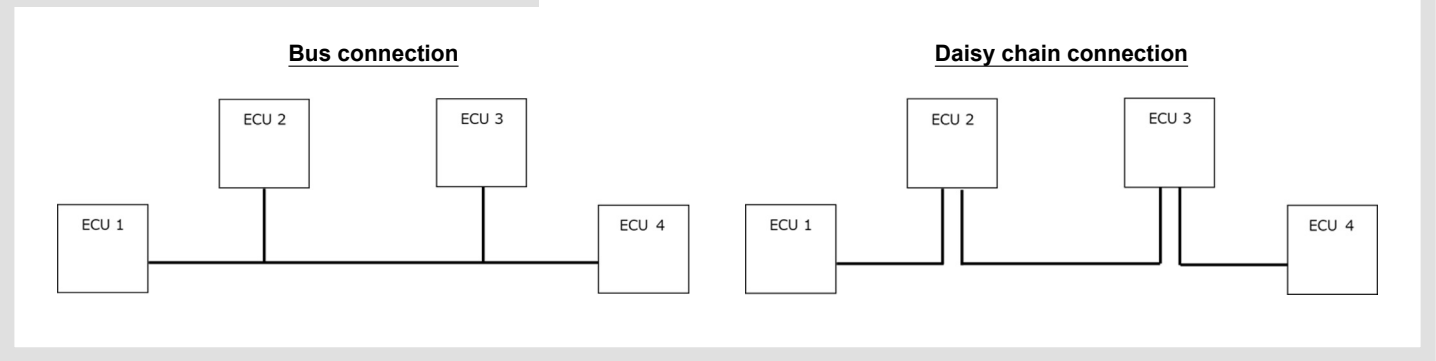 Bus connection
ECU 2
ECU 3
ECU 1
ECU 4
Daisy chain connection
ECU 2
ECU 3
ECU 1
ECU 4